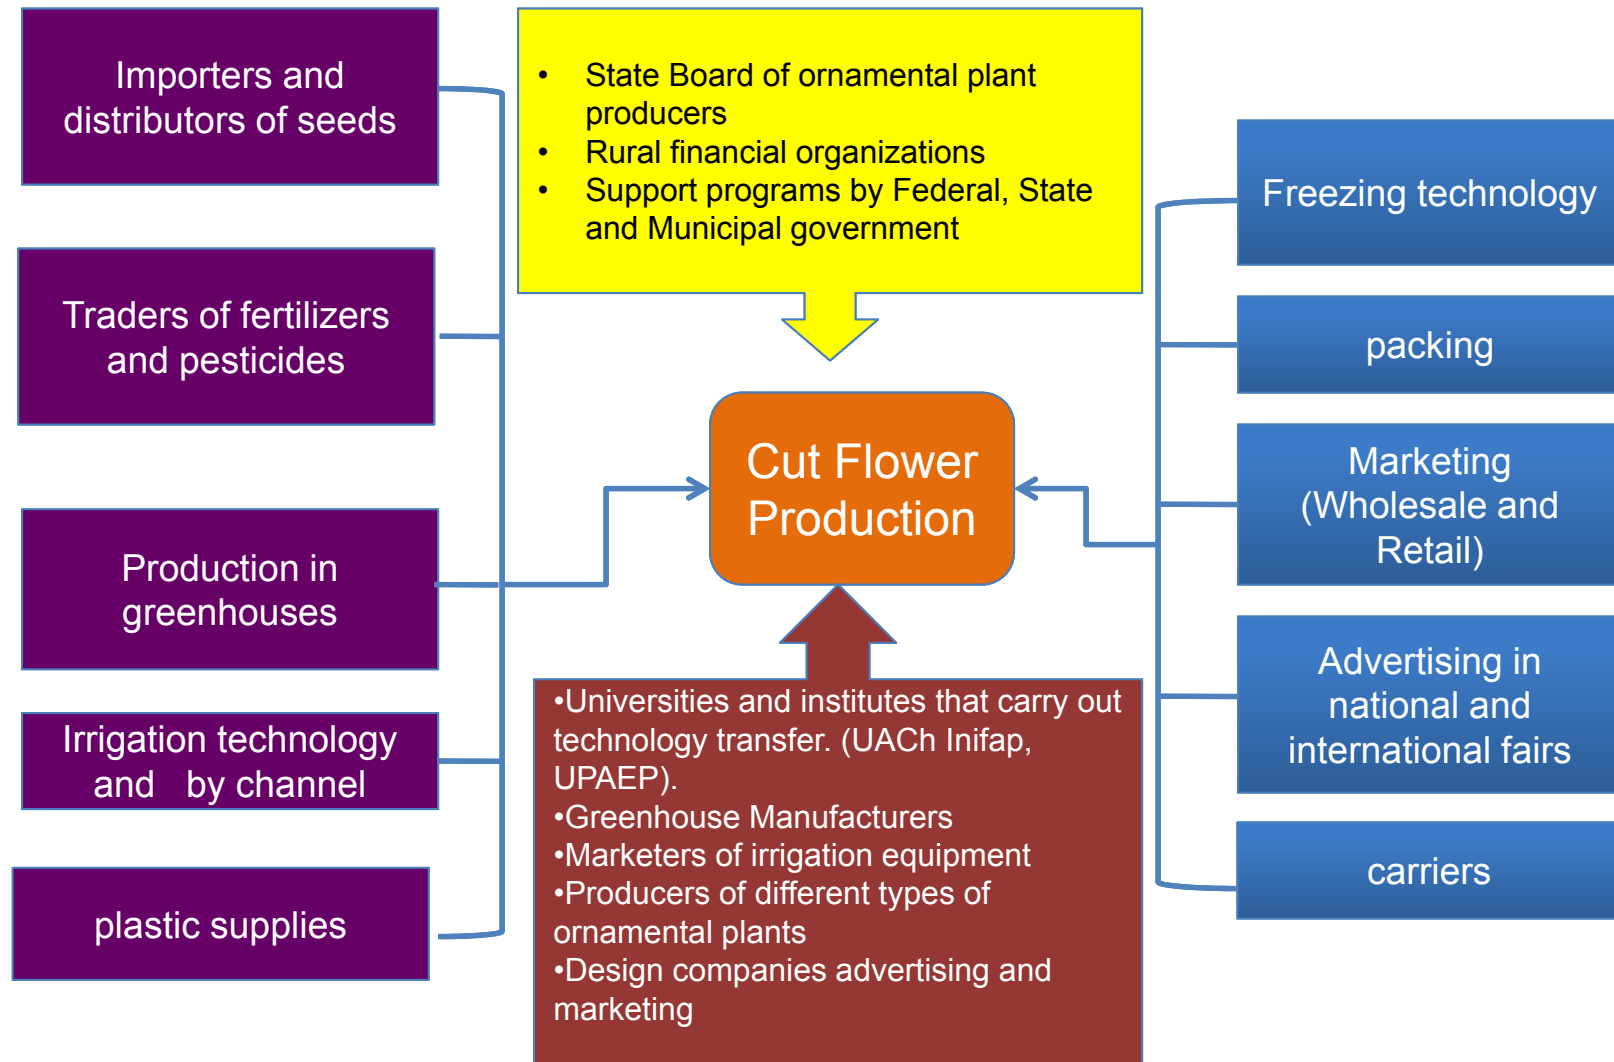 Importers and
distributors of seeds
Traders of fertilizers
and pesticides
Production in
greenhouses
Irrigation technology
and by channel
plastic supplies
• State Board of ornamental plant
producers
• Rural financial organizations
• Support programs by Federal, State
and Municipal government
Cut Flower
Production
•Universities and institutes that carry out
technology transfer. (UACh Inifap,
UPAEP).
•Greenhouse Manufacturers
•Marketers of irrigation equipment
•Producers of different types of
ornamental plants
•Design companies advertising and
marketing
Freezing technology
packing
Marketing
(Wholesale and
Retail)
Advertising in
national and
international fairs
carriers